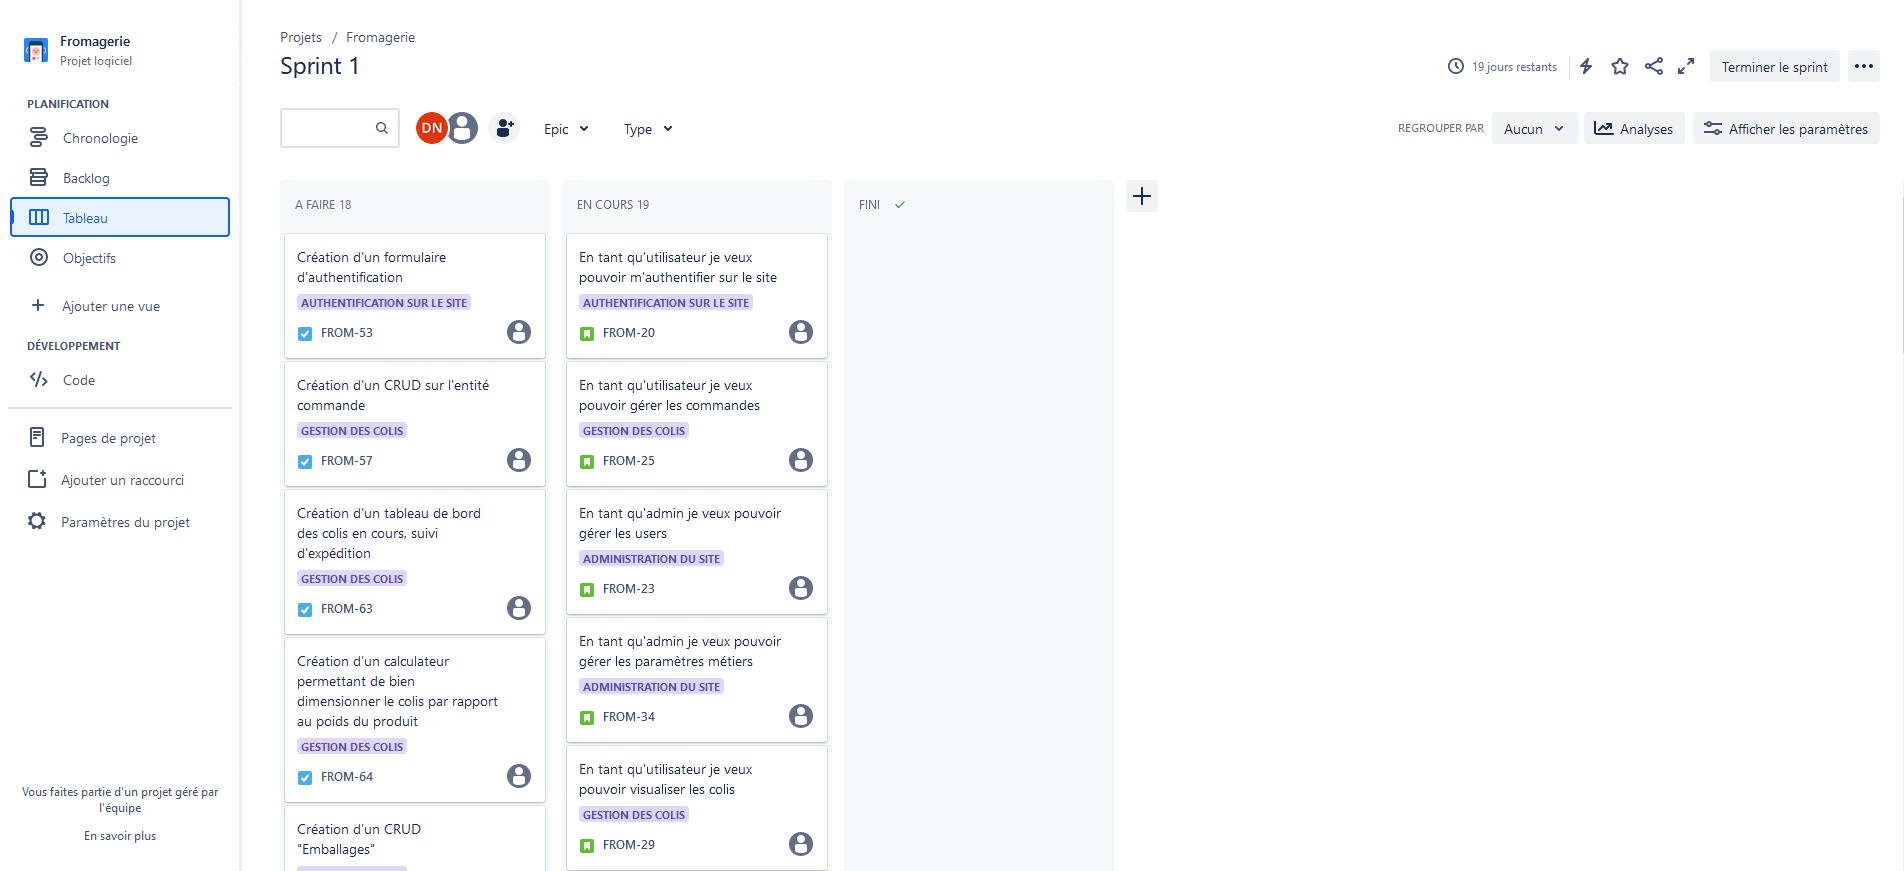 Fromagerie
Projet logiciel
PLANIFICATION
Chronologie
Backlog
Tableau
Objectifs
Ajouter une vue
DÉVELOPPEMENT
Code
Pages de projet
Ajouter un raccourci
Paramètres du projet
Vous faites partie d'un projet géré par
l'équipe
En savoir plus
Projets / Fromagerie
Sprint 1
19 jours restants
Terminer le sprint
DN
Epic
Type
REGROUPER PAR
Aucun
Analyses
Afficher les paramètres
A FAIRE 18
Création d'un formulaire
d'authentification
AUTHENTIFICATION SUR LE SITE
FROM-53
Création d'un CRUD sur l'entité
commande
GESTION DES COLIS
FROM-57
Création d'un tableau de bord
des colis en cours, suivi
d'expédition
GESTION DES COLIS
FROM-63
Création d'un calculateur
permettant de bien
dimensionner le colis par rapport
au poids du produit
GESTION DES COLIS
FROM-64
Création d'un CRUD
"Emballages"
EN COURS 19
En tant qu'utilisateur je veux
pouvoir m'authentifier sur le site
AUTHENTIFICATION SUR LE SITE
FROM-20
En tant qu'utilisateur je veux
pouvoir gérer les commandes
GESTION DES COLIS
FROM-25
En tant qu'admin je veux pouvoir
gérer les users
ADMINISTRATION DU SITE
FROM-23
En tant qu'admin je veux pouvoir
gérer les paramètres métiers
ADMINISTRATION DU SITE
FROM-34
En tant qu'utilisateur je veux
pouvoir visualiser les colis
GESTION DES COLIS
FROM-29
FINI